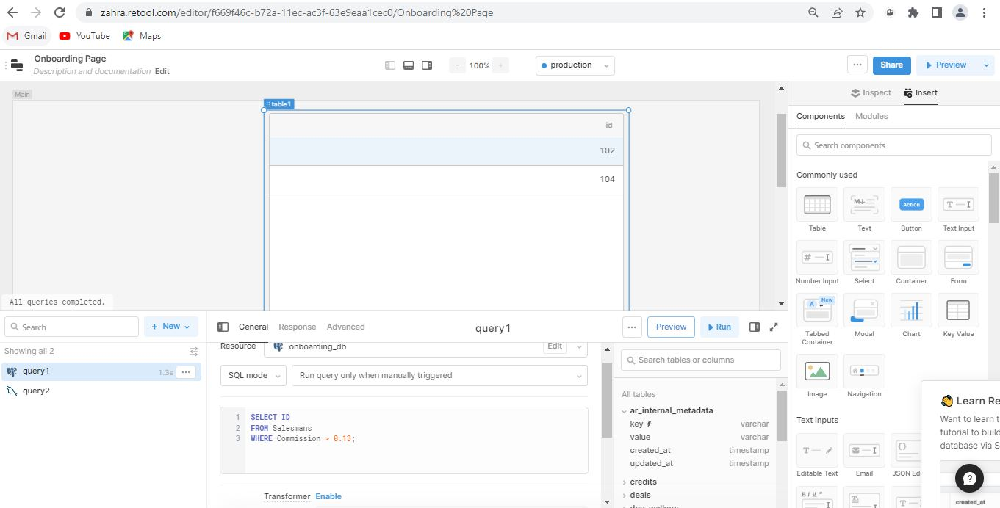 zahra.retool.com/editor/f669f46c-b72a-11ec-ac3f-63e9eaa1cec0/Onboarding%20Page
Gmail YouTube Maps
Onboarding Page
Description and documentation Edit
- 100% +
production
Share
Preview
Main
table1
id
102
104
Inspect Insert
Components Modules
Search components
Commonly used
Action
Table Text Button Text Input
Number Input Select Container Form
New
Tabbed Container Modal Chart Key Value
Image Navigation
Text inputs
Editable Text Email JSON Edi
All queries completed.
Search
+ New
Showing all 2
query1 1.3s
query2
General Response Advanced
query1
Preview Run
Resource onboarding_db Edit
SQL mode Run query only when manually triggered
1 SELECT ID
2 FROM Salesmans
3 WHERE Commission > 0.13;
Transformer Enable
Search tables or columns
All tables
ar_internal_metadata
key varchar
value varchar
created_at timestamp
updated_at timestamp
credits
deals
dog_walkers
Learn Re
Want to learn t
tutorial to build
database via S
created_at